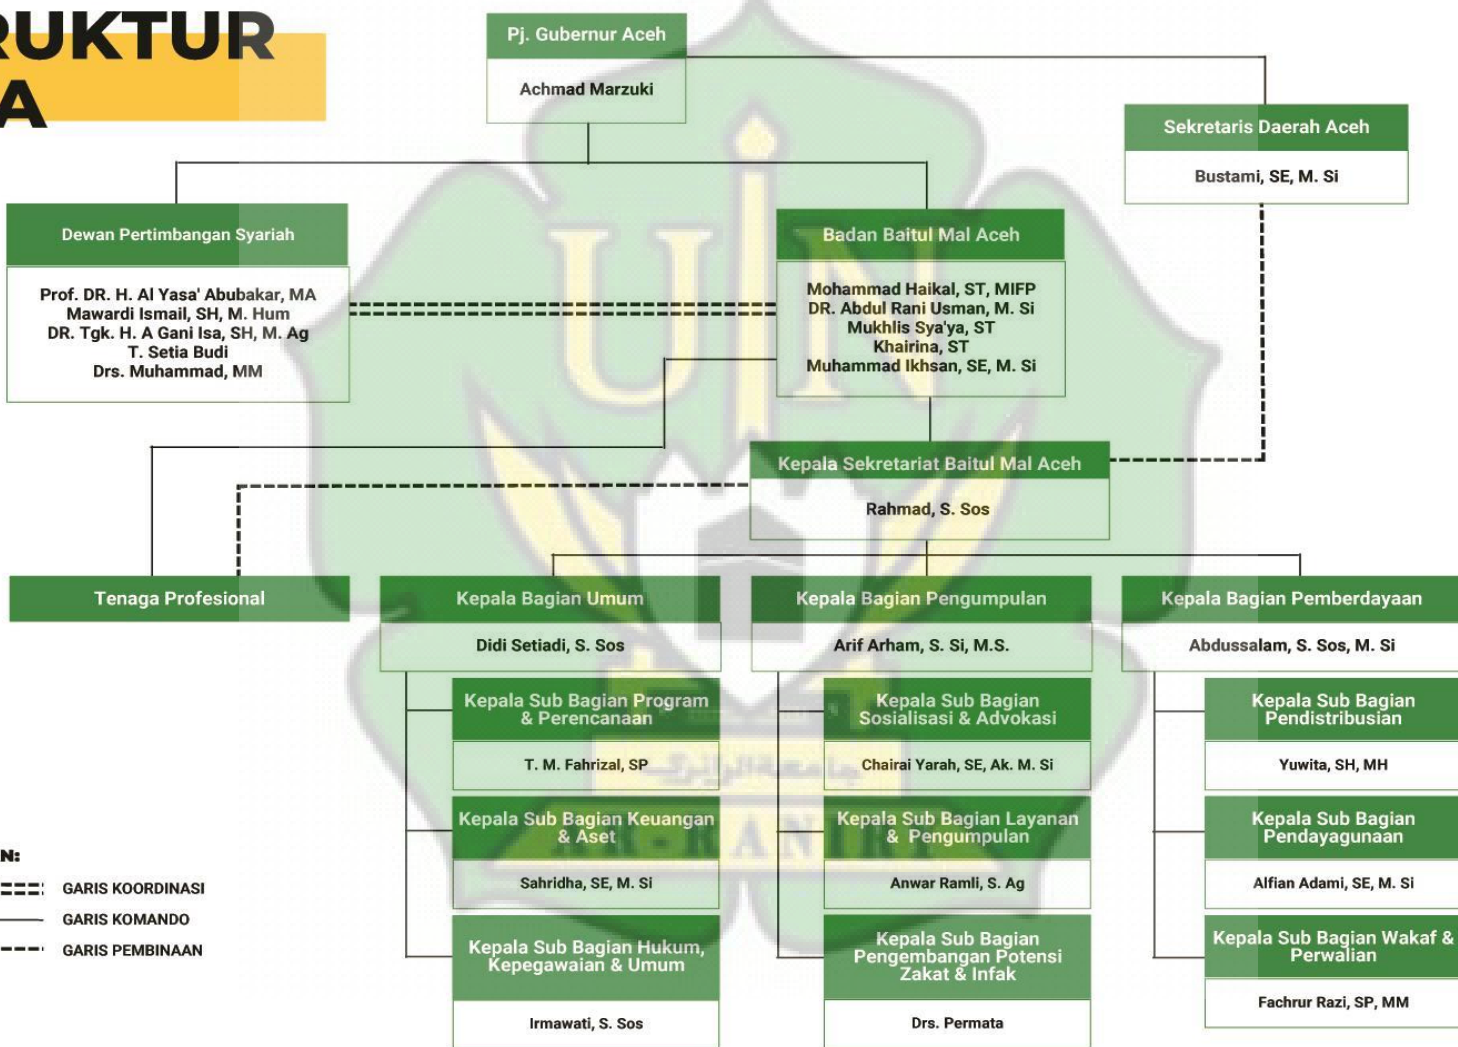 RUKTUR
A
Pj. Gubernur Aceh
Achmad Marzuki
Sekretaris Daerah Aceh
Bustami, SE, M. Si
Dewan Pertimbangan Syariah
Prof. DR. H. Al Yasa' Abubakar, MA
Mawardi Ismail, SH, M. Hum
DR. Tgk. H. A Gani Isa, SH, M. Ag
T. Setia Budi
Drs. Muhammad, MM
Badan Baitul Mal Aceh
Mohammad Haikal, ST, MIFP
DR. Abdul Rani Usman, M. Si
Mukhlis Sya'ya, ST
Khairina, ST
Muhammad Ikhsan, SE, M. Si
UIN
Kepala Sekretariat Baitul Mal Aceh
Rahmad, S. Sos
Tenaga Profesional
Kepala Bagian Umum
Didi Setiadi, S. Sos
Kepala Sub Bagian Program
& Perencanaan
T. M. Fahrizal, SP
Kepala Sub Bagian Keuangan
& Aset
Sahridha, SE, M. Si
Kepala Sub Bagian Hukum,
Kepegawaian & Umum
Irmawati, S. Sos
Kepala Bagian Pengumpulan
Arif Arham, S. Si, M.S.
Kepala Sub Bagian
Sosialisasi & Advokasi
Chairai Yarah, SE, Ak. M. Si
Kepala Sub Bagian Layanan
& Pengumpulan
Anwar Ramli, S. Ag
Kepala Sub Bagian
Pengembangan Potensi
Zakat & Infak
Drs. Permata
Kepala Bagian Pemberdayaan
Abdussalam, S. Sos, M. Si
Kepala Sub Bagian
Pendistribusian
Yuwita, SH, MH
Kepala Sub Bagian
Pendayagunaan
Alfian Adami, SE, M. Si
Kepala Sub Bagian Wakaf &
Perwalian
Fachrur Razi, SP, MM
جامعة الرانري
AR-RANIRY
N:
GARIS KOORDINASI
GARIS KOMANDO
GARIS PEMBINAAN